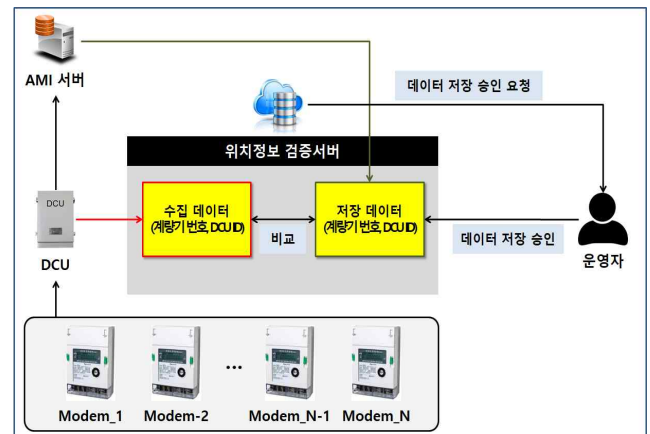 AMI 서버
데이터 저장 승인 요청
위치정보 검증서버
DCU
수집 데이터
(계량기 번호, DCU ID)
저장 데이터
(계량기 번호, DCU ID)
비교
데이터 저장 승인
운영자
DCU
Modem_1
Modem-2
...
Modem_N-1
Modem_N